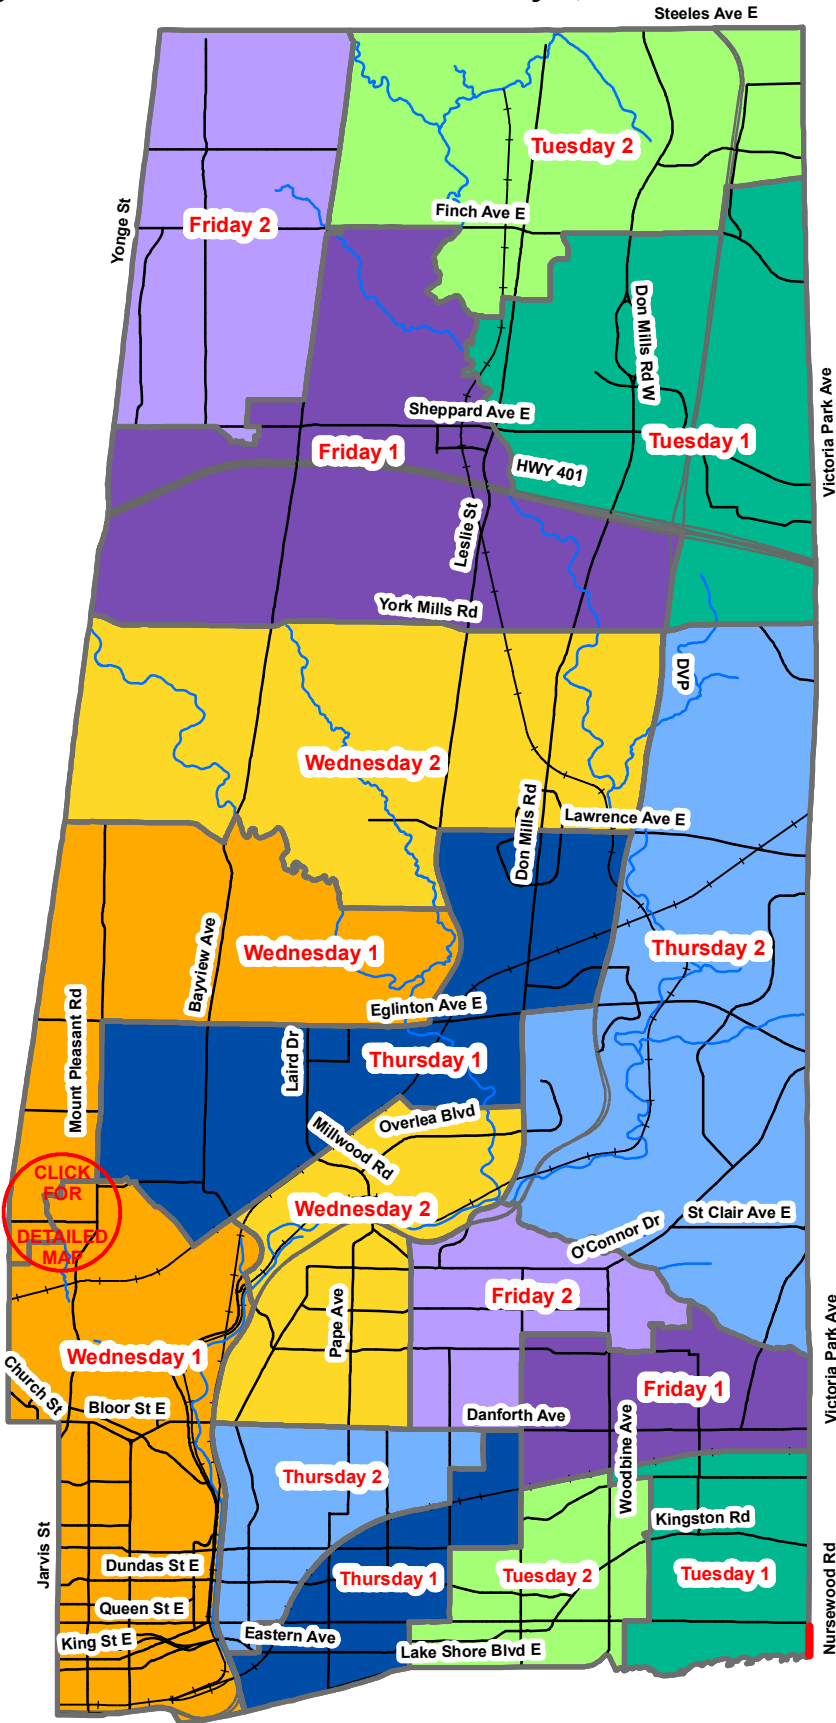 Steeles Ave E
Tuesday 2
Finch Ave E
Yonge St
Friday 2
Don Mills Rd W
Victoria Park Ave
Sheppard Ave E
Tuesday 1
Friday 1
HWY 401
Leslie St
York Mills Rd
DVP
Wednesday 2
Don Mills Rd
Lawrence Ave E
Bayview Ave
Wednesday 1
Thursday 2
Mount Pleasant Rd
Eglinton Ave E
Laird Dr
Thursday 1
Overlea Blvd
Millwood Rd
CLICK
FOR
DETAILED
MAP
Wednesday 2
St Clair Ave E
O'Connor Dr
Friday 2
Pape Ave
Victoria Park Ave
Wednesday 1
Church St
Friday 1
Bloor St E
Danforth Ave
Woodbine Ave
Thursday 2
Kingston Rd
Jarvis St
Dundas St E
Thursday 1
Tuesday 2
Tuesday 1
Queen St E
King St E
Eastern Ave
Lake Shore Blvd E
Nursewood Rd